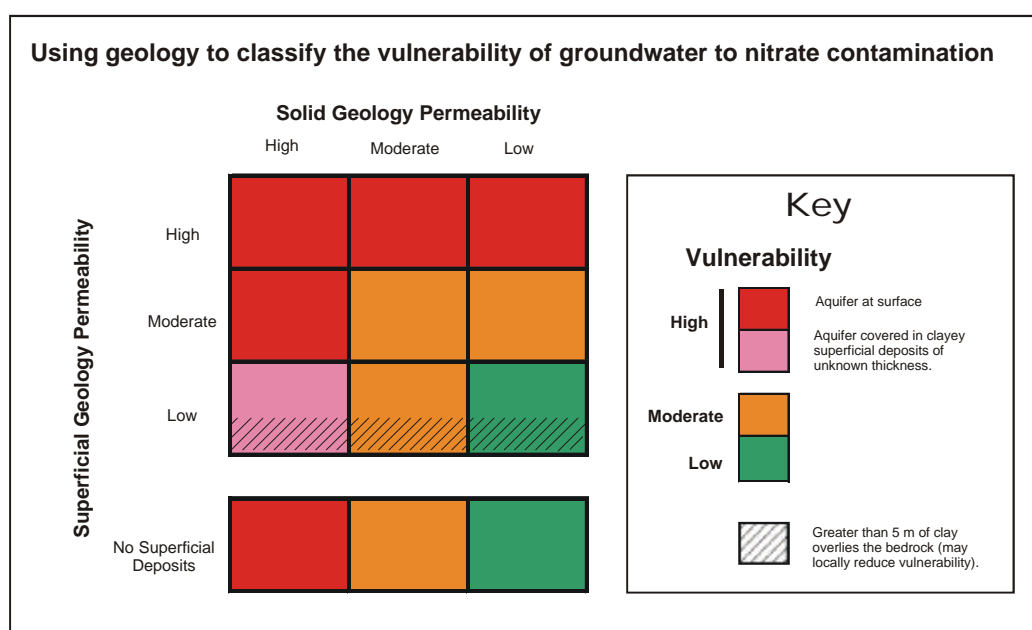 Using geology to classify the vulnerability of groundwater to nitrate contamination
Solid Geology Permeability
High
Moderate
Low
Superficial Geology Permeability
High
Moderate
Low
No Superficial
Deposits
Key
Vulnerability
High
Aquifer at surface
Aquifer covered in clayey
superficial deposits of
unknown thickness.
Moderate
Low
Greater than 5 m of clay
overlies the bedrock (may
locally reduce vulnerability).